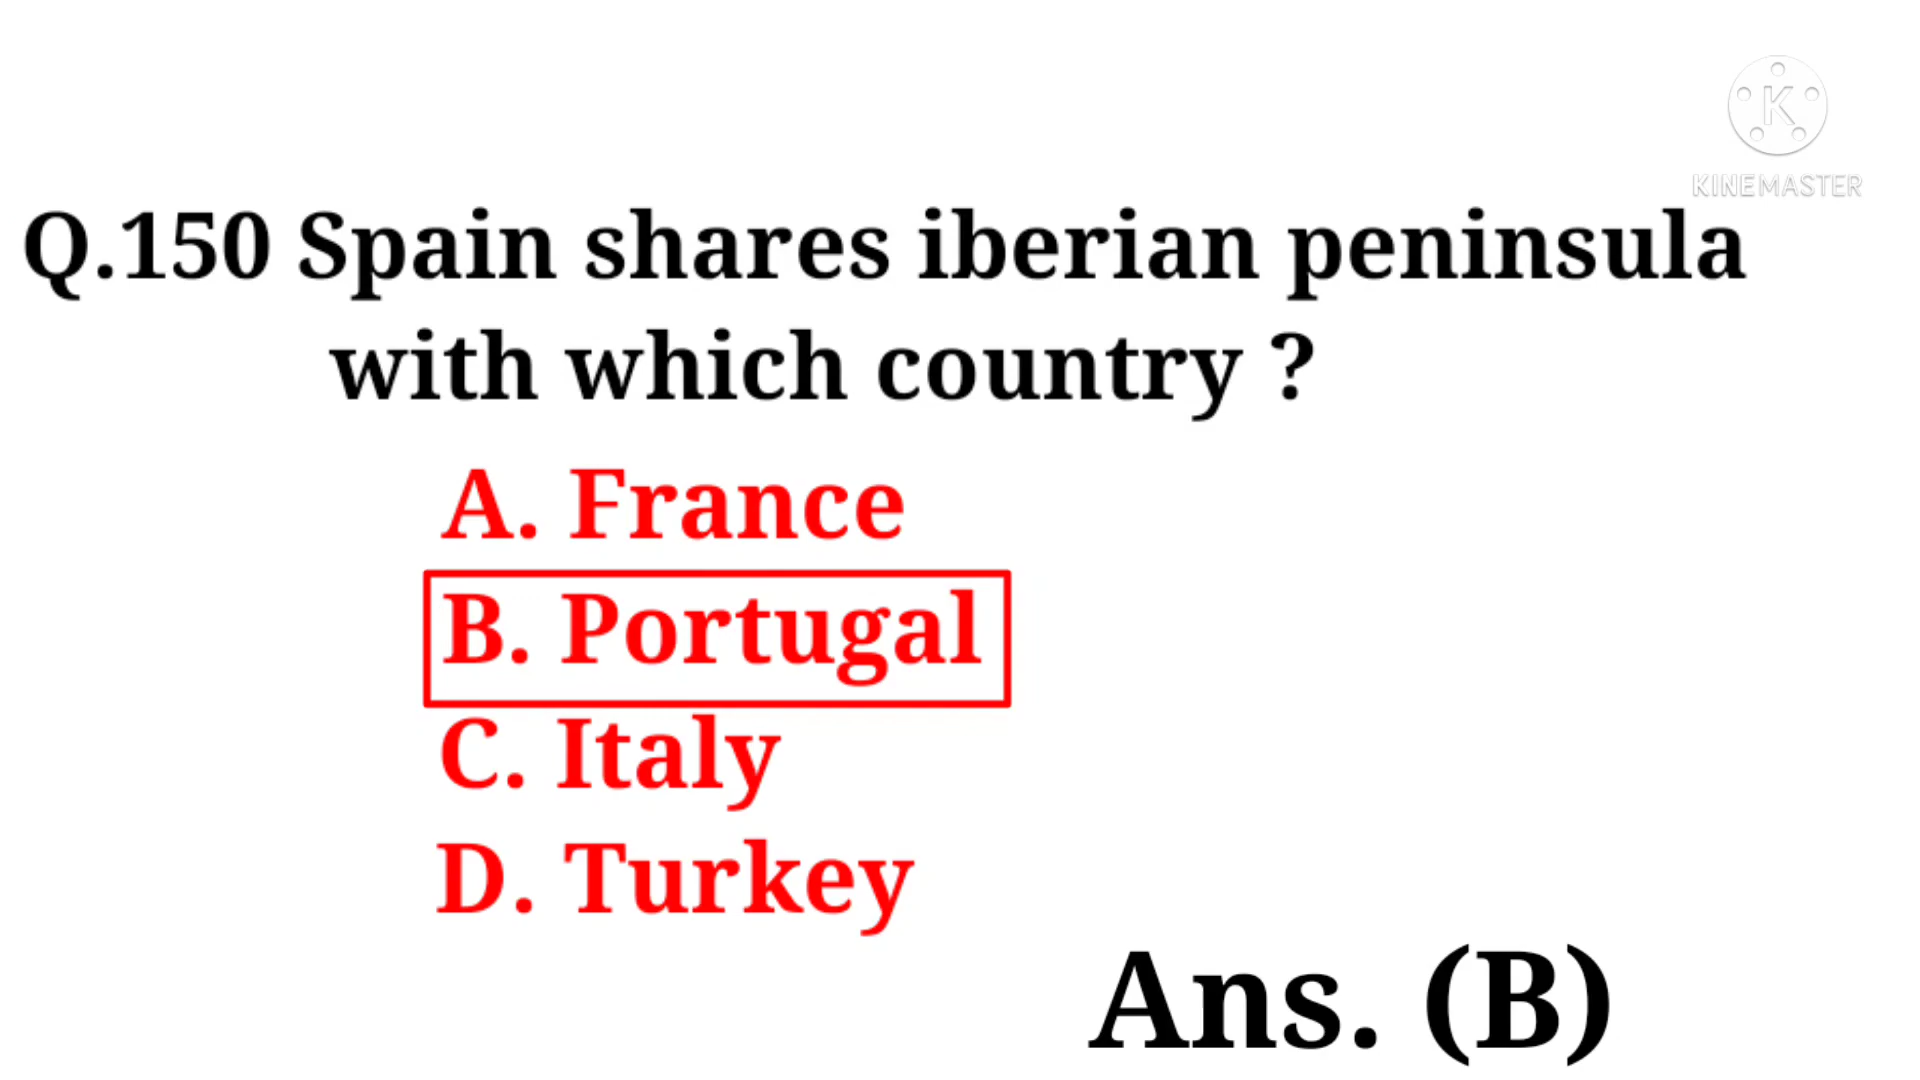 K
KINEMASTER
Q.150 Spain shares iberian peninsula
with which country ?
A. France
B. Portugal
C. Italy
D. Turkey
Ans. (B)